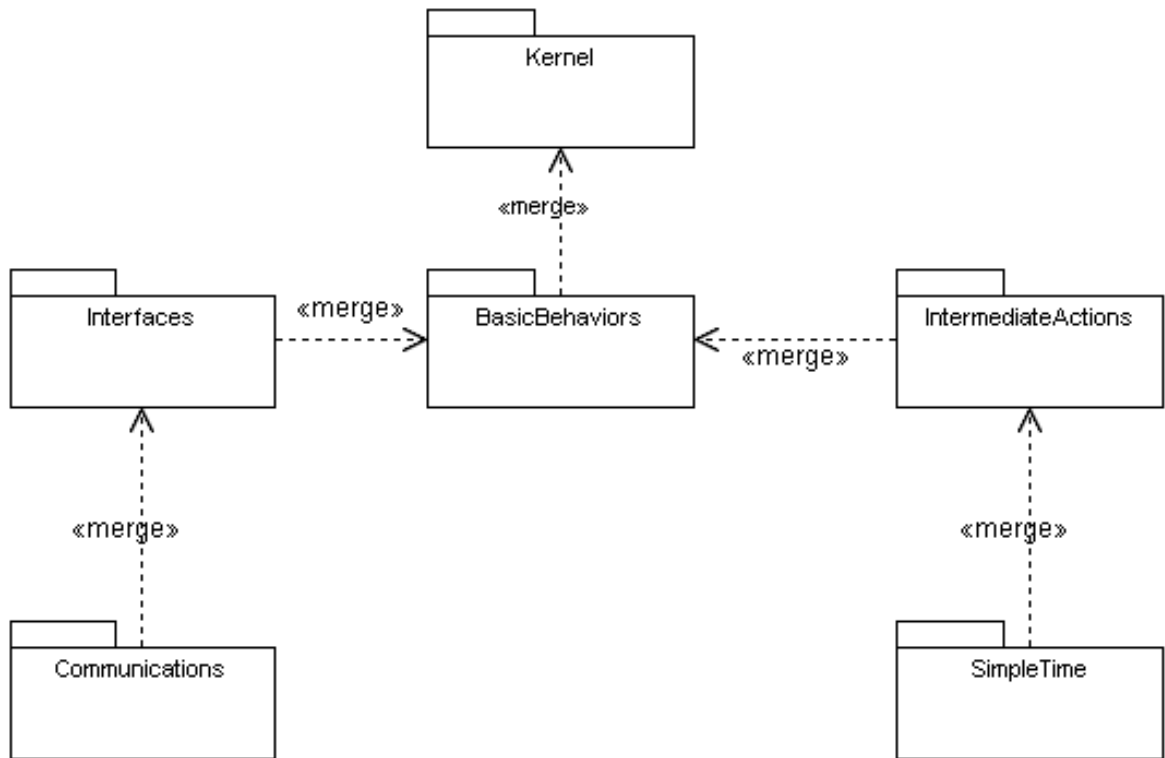 Kernel
«merge»
Interfaces
«merge»
BasicBehaviors
«merge»
IntermediateActions
«merge»
«merge»
Communications
SimpleTime